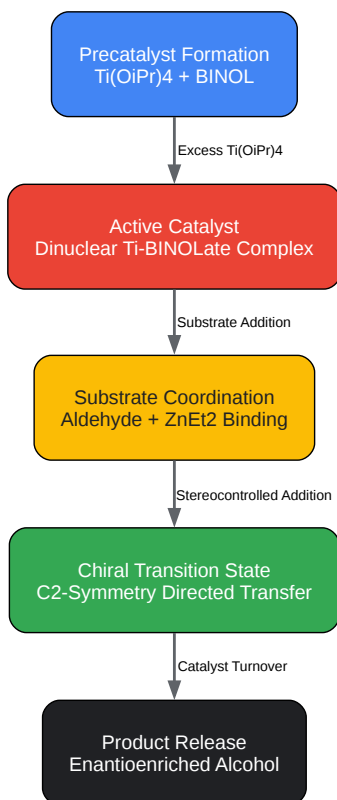 Precatalyst Formation
Ti(OiPr)4 + BINOL
Excess Ti(OiPr)4
Active Catalyst
Dinuclear Ti-BINOLate Complex
Substrate Addition
Substrate Coordination
Aldehyde + ZnEt2 Binding
Stereocontrolled Addition
Chiral Transition State
C2-Symmetry Directed Transfer
Catalyst Turnover
Product Release
Enantioenriched Alcohol